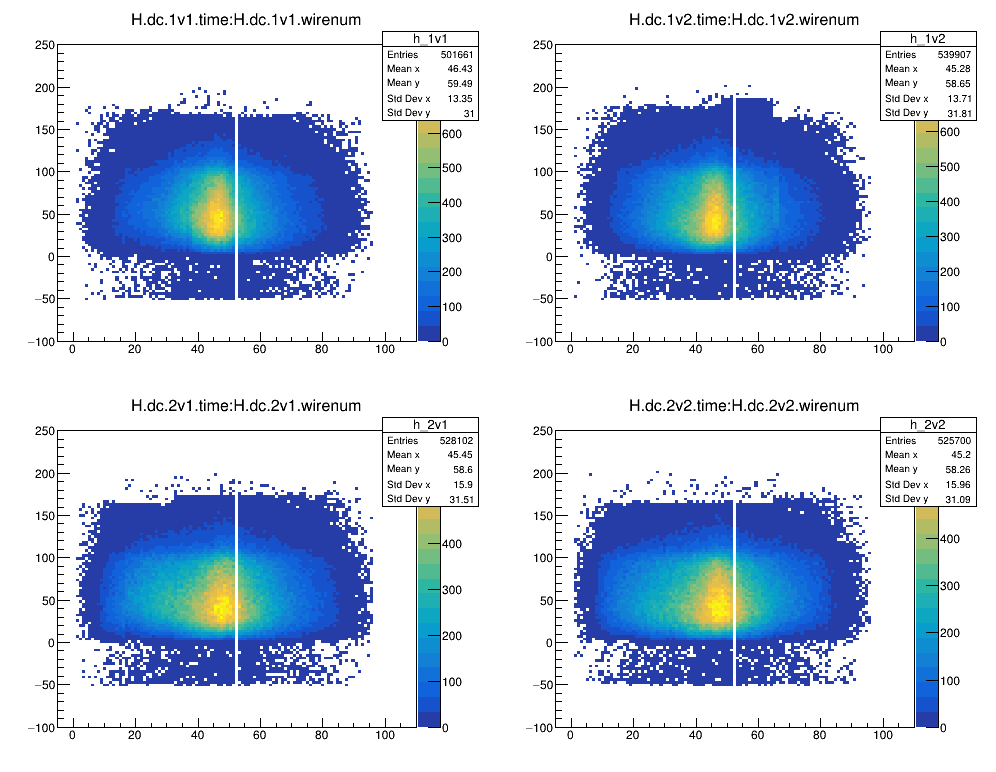 H.dc.1v1.time:H.dc.1v1.wirenum
h_1v1
Entries 501661
Mean x 46.43
Mean y 59.49
Std Dev x 13.35
Std Dev y 31
250
200
150
100
50
0
−50
−100
0 20 40 60 80 100
600
500
400
300
200
100
0
H.dc.1v2.time:H.dc.1v2.wirenum
h_1v2
Entries 539907
Mean x 45.28
Mean y 58.65
Std Dev x 13.71
Std Dev y 31.81
250
200
150
100
50
0
−50
−100
0 20 40 60 80 100
600
500
400
300
200
100
0
H.dc.2v1.time:H.dc.2v1.wirenum
h_2v1
Entries 528102
Mean x 45.45
Mean y 58.6
Std Dev x 15.9
Std Dev y 31.51
250
200
150
100
50
0
−50
−100
0 20 40 60 80 100
400
300
200
100
0
H.dc.2v2.time:H.dc.2v2.wirenum
h_2v2
Entries 525700
Mean x 45.2
Mean y 58.26
Std Dev x 15.96
Std Dev y 31.09
250
200
150
100
50
0
−50
−100
0 20 40 60 80 100
400
300
200
100
0